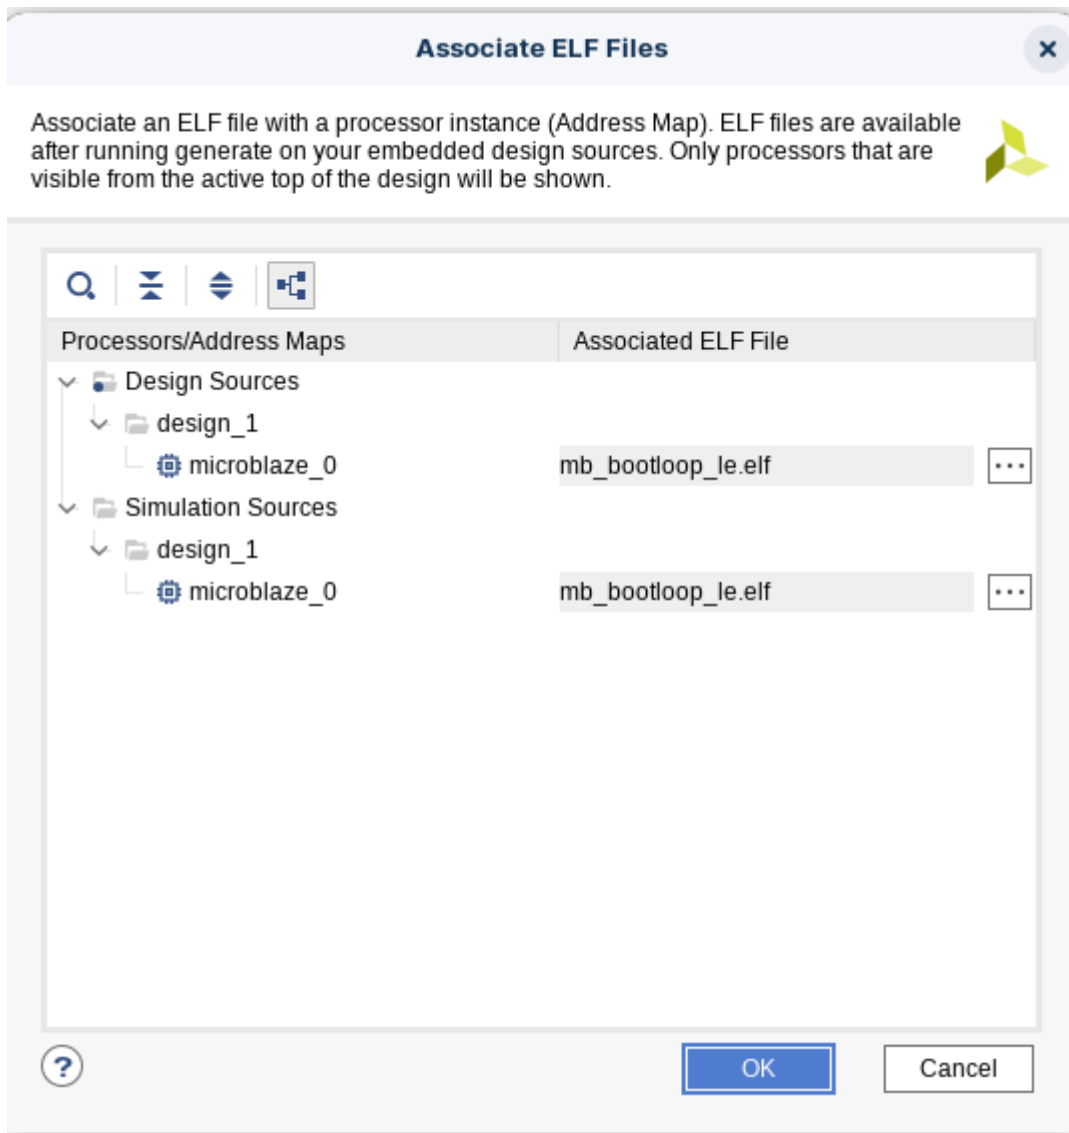 Associate ELF Files
Associate an ELF file with a processor instance (Address Map). ELF files are available
after running generate on your embedded design sources. Only processors that are
visible from the active top of the design will be shown.
Processors/Address Maps Associated ELF File
Design Sources
design_1
microblaze_0 mb_bootloop_le.elf ...
Simulation Sources
design_1
microblaze_0 mb_bootloop_le.elf ...
? OK Cancel